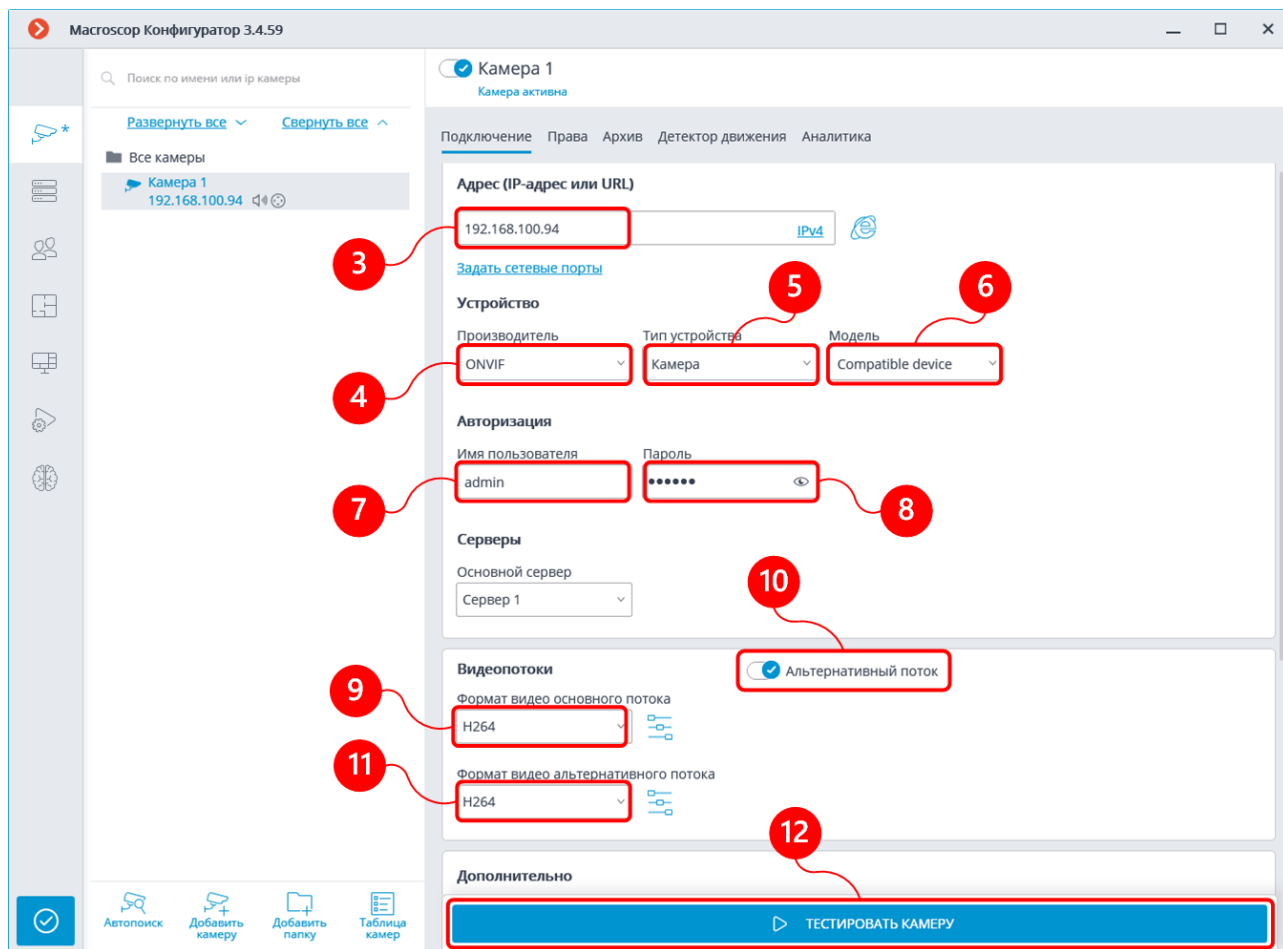 Macroscop Конфигуратор 3.4.59
Поиск по имени или ip камеры
Развернуть все
Свернуть все
Все камеры
Камера 1
192.168.100.94
Камера 1
Камера активна
*
Подключение Права Архив Детектор движения Аналитика
Адрес (IP-адрес или URL)
192.168.100.94 IPv4
3
Задать сетевые порты
5
6
Устройство
Производитель Тип устройства Модель
ONVIF Камера Compatible device
4
Авторизация
Имя пользователя Пароль
admin ••••••
7
8
Серверы
Основной сервер
10
Сервер 1
Видеопотоки Альтернативный поток
9
Формат видео основного потока
H264
11
Формат видео альтернативного потока
H264
12
Дополнительно
ТЕСТИРОВАТЬ КАМЕРУ
Автопоиск
Добавить
камеру
Добавить
папку
Таблица
камер